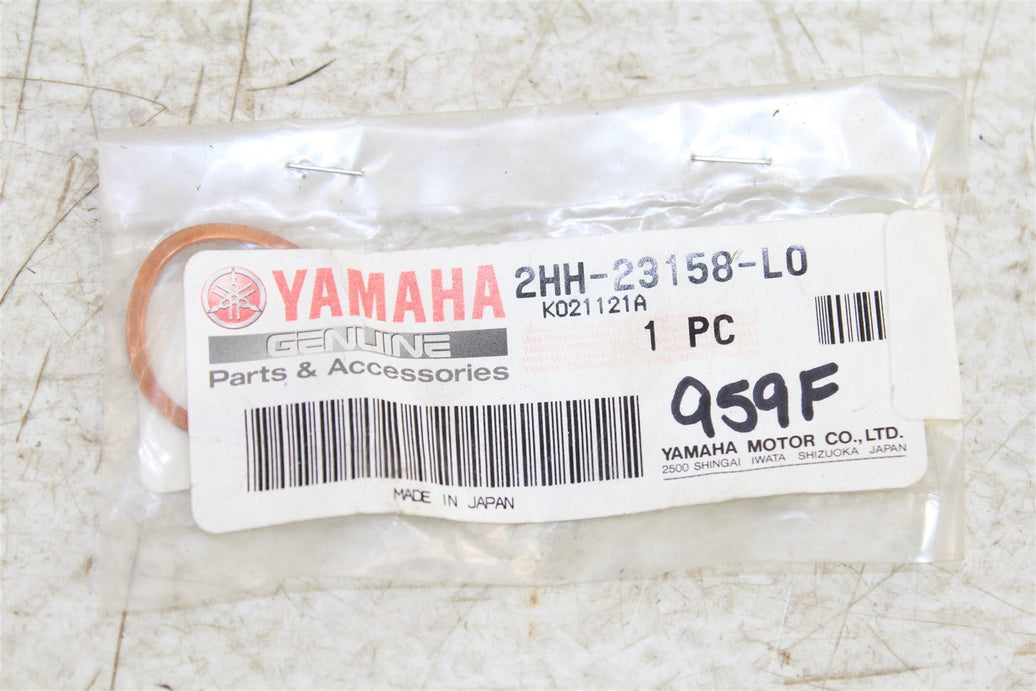 YAMAHA
GENUINE
Parts & Accessories
2HH-23158-L0
K021121A
1 PC
959F
YAMAHA MOTOR CO., LTD.
2500 SHINGAI IWATA SHIZUOKA JAPAN
MADE IN JAPAN